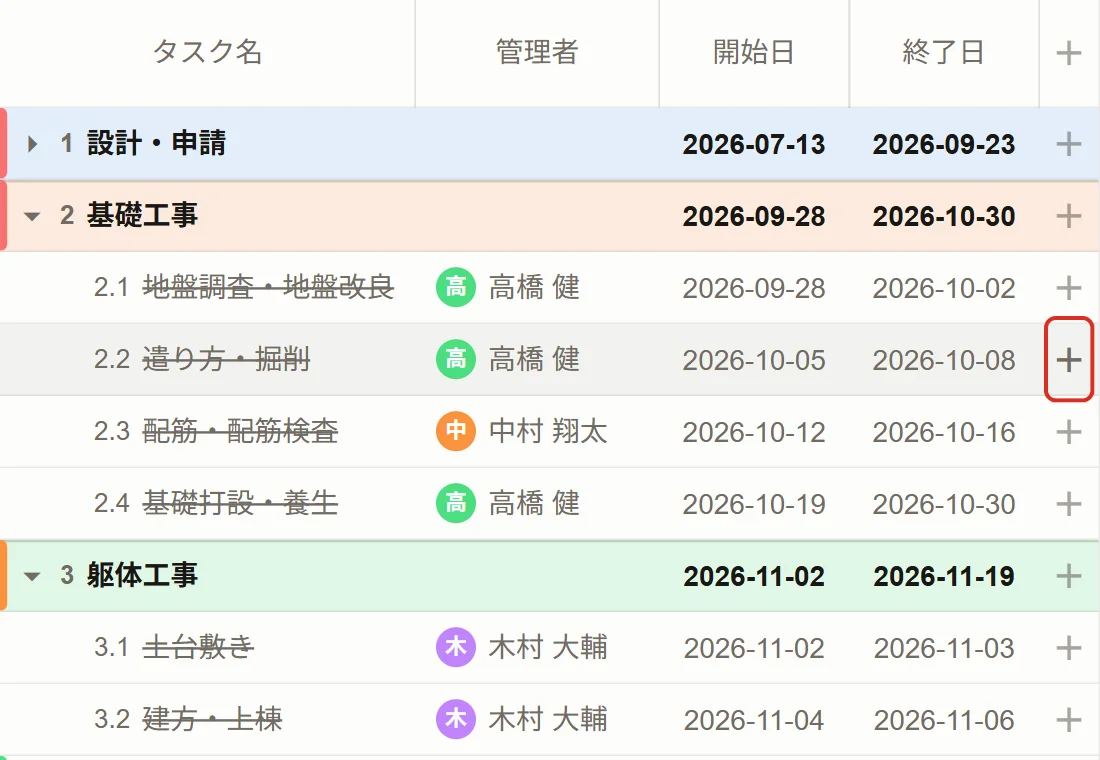 タスク名 管理者 開始日 終了日 +
1 設計・申請 2026-07-13 2026-09-23 +
2 基礎工事 2026-09-28 2026-10-30 +
2.1 地盤調査・地盤改良 高 高橋 健 2026-09-28 2026-10-02 +
2.2 遣り方・掘削 高 高橋 健 2026-10-05 2026-10-08 +
2.3 配筋・配筋検査 中 中村 翔太 2026-10-12 2026-10-16 +
2.4 基礎打設・養生 高 高橋 健 2026-10-19 2026-10-30 +
3 躯体工事 2026-11-02 2026-11-19 +
3.1 土台敷き 木 木村 大輔 2026-11-02 2026-11-03 +
3.2 建方・上棟 木 木村 大輔 2026-11-04 2026-11-06 +